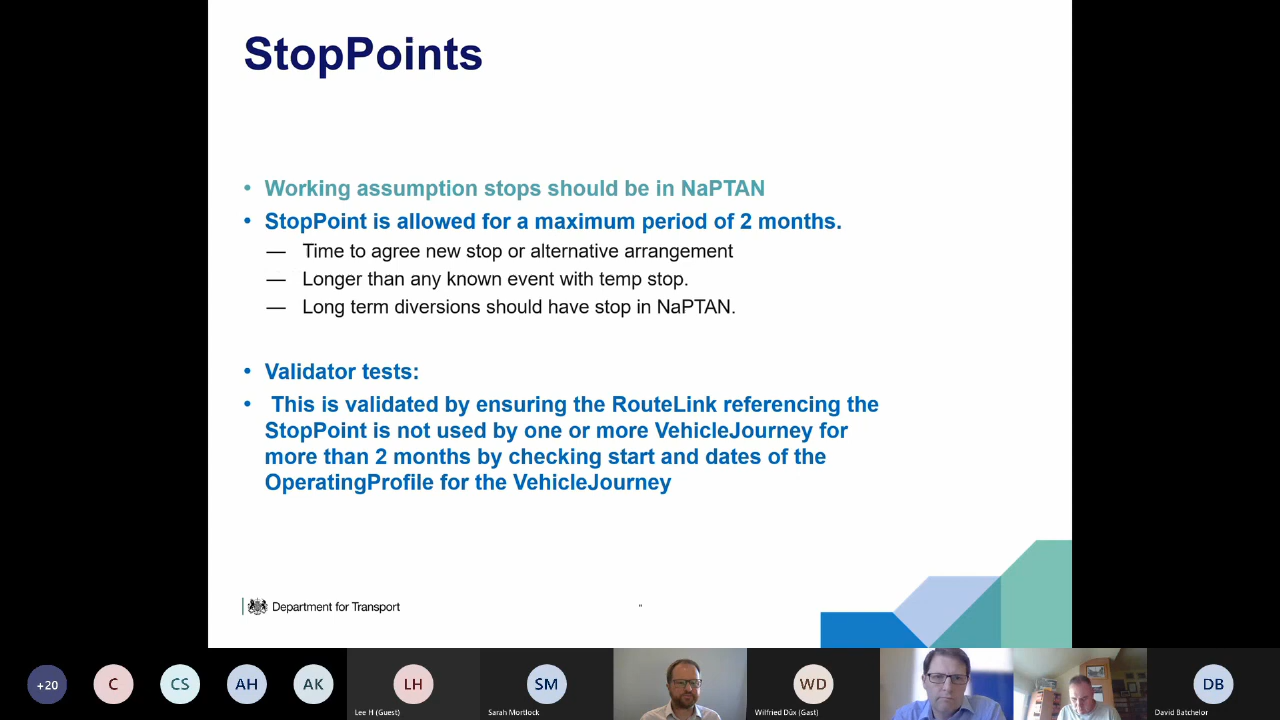 StopPoints
• Working assumption stops should be in NaPTAN
• StopPoint is allowed for a maximum period of 2 months.
— Time to agree new stop or alternative arrangement
— Longer than any known event with temp stop.
— Long term diversions should have stop in NaPTAN.
• Validator tests:
• This is validated by ensuring the RouteLink referencing the
StopPoint is not used by one or more VehicleJourney for
more than 2 months by checking start and dates of the
OperatingProfile for the VehicleJourney
Department for Transport
+20
C
CS
AH
AK
LH
Lee H (Guest)
SM
Sarah Mortlock
WD
Wilfried Düx (Gast)
DB
David Batchelor